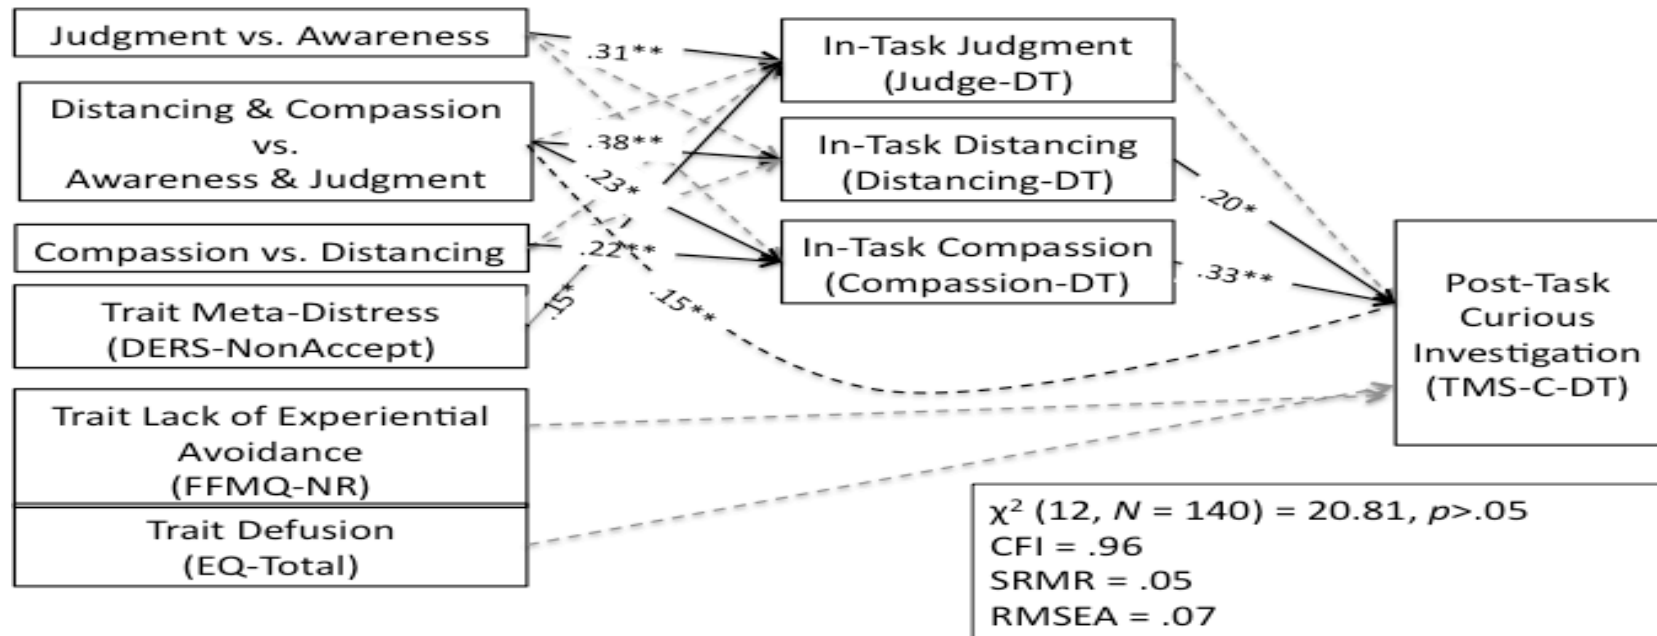 Judgment vs. Awareness
Distancing & Compassion
vs.
Awareness & Judgment
Compassion vs. Distancing
Trait Meta-Distress
(DERS-NonAccept)
Trait Lack of Experiential
Avoidance
(FFMQ-NR)
Trait Defusion
(EQ-Total)
.31**
.38**
.23*
.22**
.15*
.15**
In-Task Judgment
(Judge-DT)
In-Task Distancing
(Distancing-DT)
In-Task Compassion
(Compassion-DT)
.20*
.33**
Post-Task
Curious
Investigation
(TMS-C-DT)
χ² (12, N = 140) = 20.81, p>.05
CFI = .96
SRMR = .05
RMSEA = .07